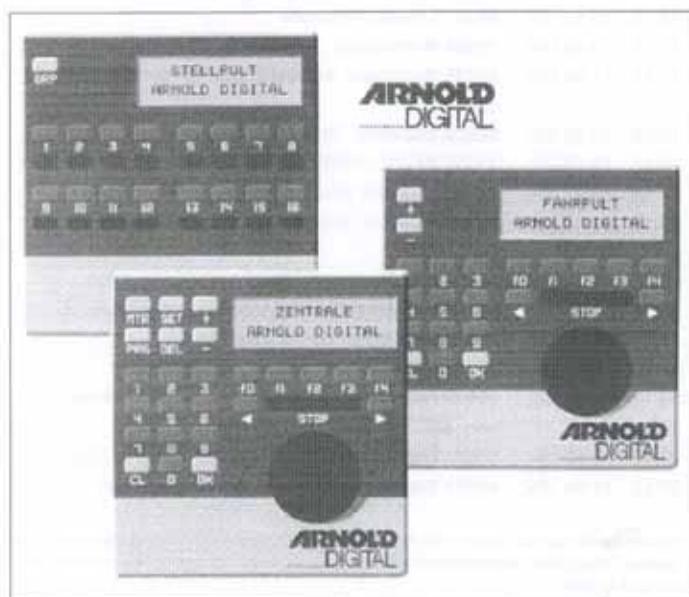 STELLPULT
ARNOLD DIGITAL
GRP
1 2 3 4 5 6 7 8
9 10 11 12 13 14 15 16
ARNOLD
DIGITAL
FAHRPULT
ARNOLD DIGITAL
+
-
2 3
f0 f1 f2 f3 f4
4 5 6
STOP
7 8 9
CL 0 OK
ARNOLD
DIGITAL
ZENTRALE
ARNOLD DIGITAL
MTR SET +
PRG DEL -
1 2 3
f0 f1 f2 f3 f4
4 5 6
STOP
7 8 9
CL 0 OK
ARNOLD
DIGITAL